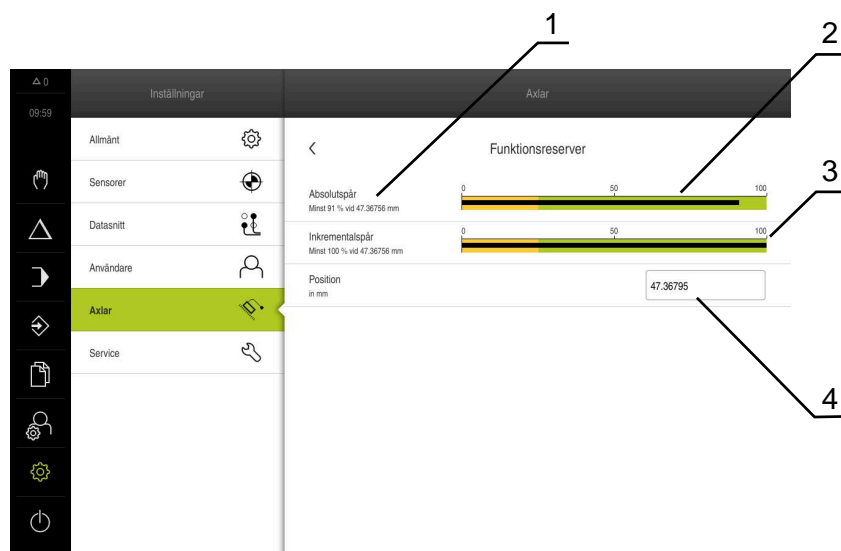 1
2
3
4
△ 0
09:59
Inställningar
Axlar
Allmänt
Sensorer
Datasnitt
Användare
Axlar
Service
Funktionsreserver
Absolutspår
Minst 91 % vid 47.36756 mm
0 50 100
Inkrementalspår
Minst 100 % vid 47.36756 mm
0 50 100
Position
in mm
47.36795